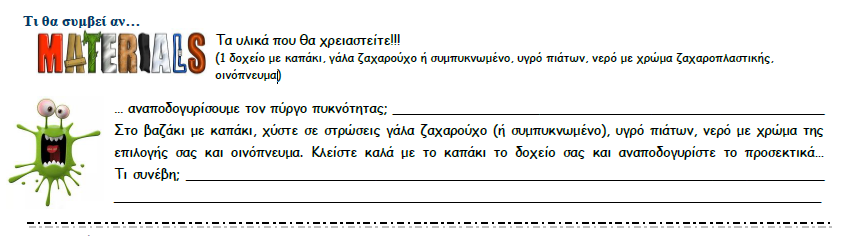 Τι θα συμβεί αν…
MATERIALS
Τα υλικά που θα χρειαστείτε!!!
(1 δοχείο με καπάκι, γάλα ζαχαρούχο ή συμπυκνωμένο, υγρό πιάτων, νερό με χρώμα ζαχαροπλαστικής,
οινόπνευμα)
… αναποδογυρίσουμε τον πύργο πυκνότητας;
Στο βαζάκι με καπάκι, χύστε σε στρώσεις γάλα ζαχαρούχο (ή συμπυκνωμένο), υγρό πιάτων, νερό με χρώμα της
επιλογής σας και οινόπνευμα. Κλείστε καλά με το καπάκι το δοχείο σας και αναποδογυρίστε το προσεκτικά…
Τι συνέβη;